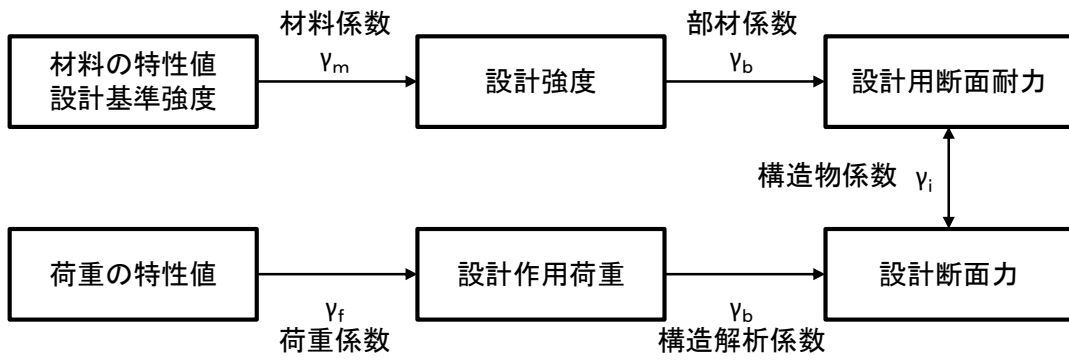 材料係数
部材係数
材料の特性値
設計基準強度
γm
設計強度
γb
設計用断面耐力
構造物係数 γi
荷重の特性値
設計作用荷重
設計断面力
γf
荷重係数
γb
構造解析係数